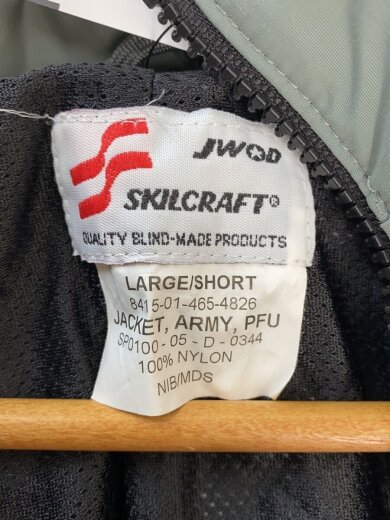 JWOD
SKILCRAFT®
QUALITY BLIND-MADE PRODUCTS
LARGE/SHORT
8415-01-465-4826
JACKET, ARMY, PFU
SP0100-05-D-0344
100% NYLON
NIB/MDS